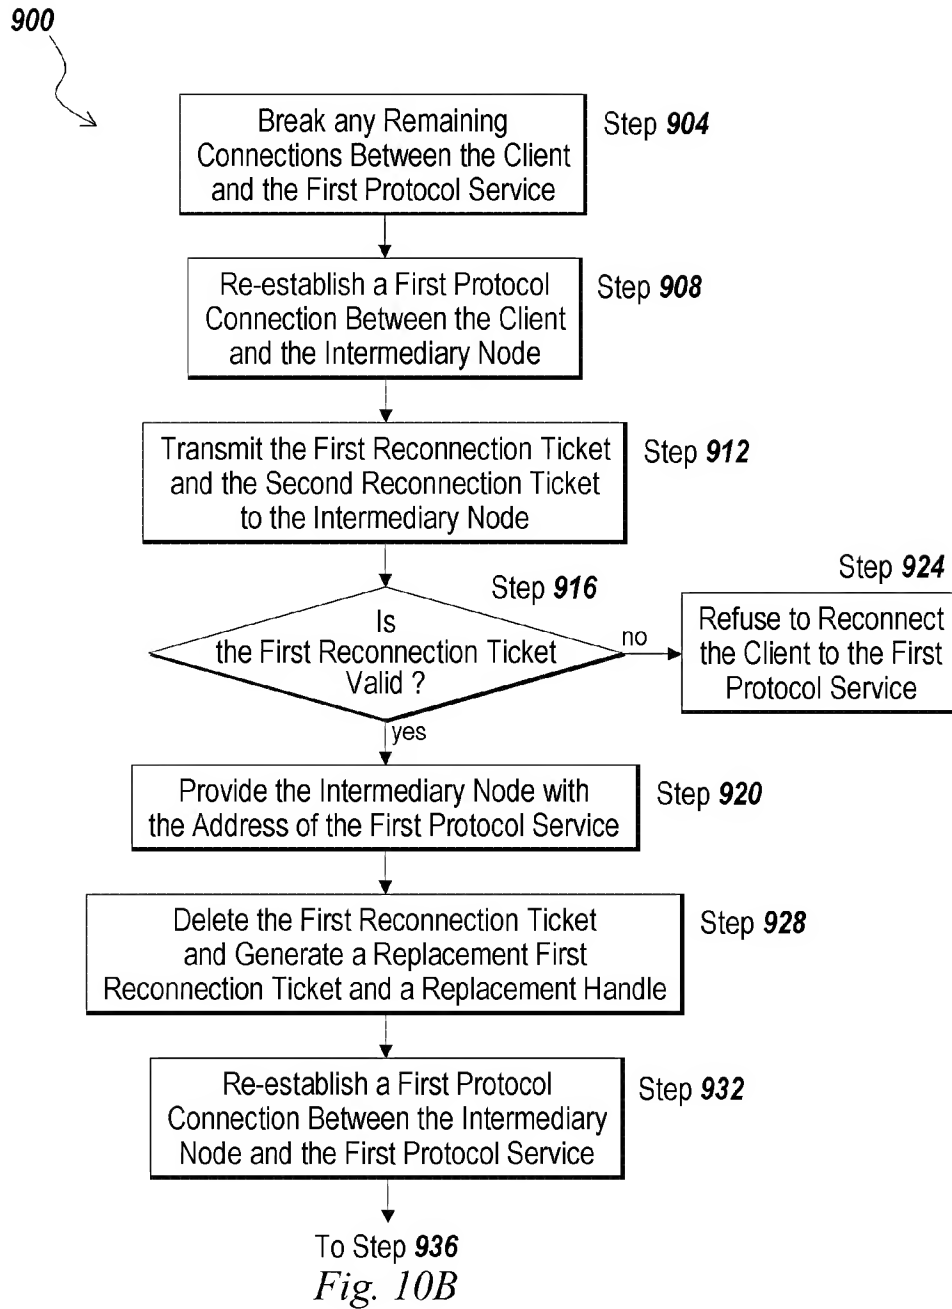 900
Break any Remaining
Connections Between the Client
and the First Protocol Service
Step 904
Re-establish a First Protocol
Connection Between the Client
and the Intermediary Node
Step 908
Transmit the First Reconnection Ticket
and the Second Reconnection Ticket
to the Intermediary Node
Step 912
Step 916
Is
the First Reconnection Ticket
Valid ?
no
Step 924
Refuse to Reconnect
the Client to the First
Protocol Service
yes
Provide the Intermediary Node with
the Address of the First Protocol Service
Step 920
Delete the First Reconnection Ticket
and Generate a Replacement First
Reconnection Ticket and a Replacement Handle
Step 928
Re-establish a First Protocol
Connection Between the Intermediary
Node and the First Protocol Service
Step 932
To Step 936
Fig. 10B